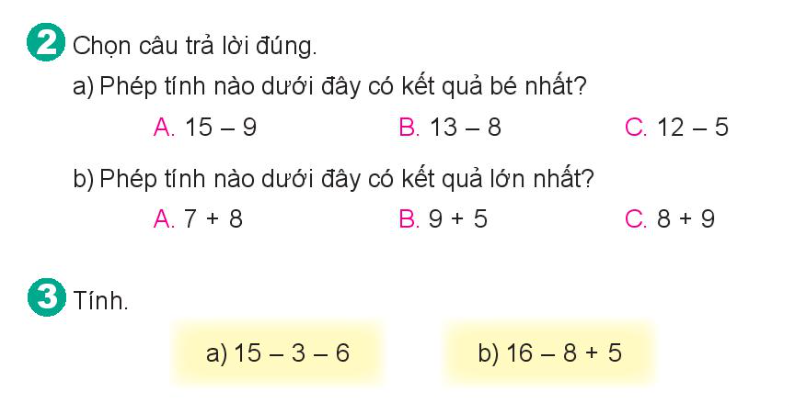 2 Chọn câu trả lời đúng.
a) Phép tính nào dưới đây có kết quả bé nhất?
A. 15 – 9 B. 13 – 8 C. 12 – 5
b) Phép tính nào dưới đây có kết quả lớn nhất?
A. 7 + 8 B. 9 + 5 C. 8 + 9
3 Tính.
a) 15 – 3 – 6 b) 16 – 8 + 5